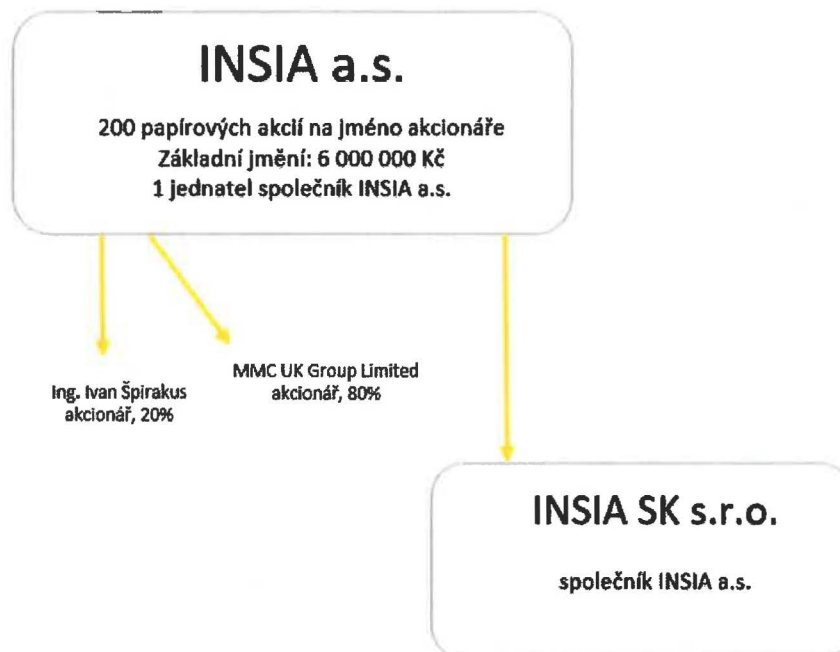 INSIA a.s.
200 papírových akcií na jméno akcionáře
Základní jmění: 6 000 000 Kč
1 jednatel společník INSIA a.s.
Ing. Ivan Špirakus
akcionář, 20%
MMC UK Group Limited
akcionář, 80%
INSIA SK s.r.o.
společník INSIA a.s.